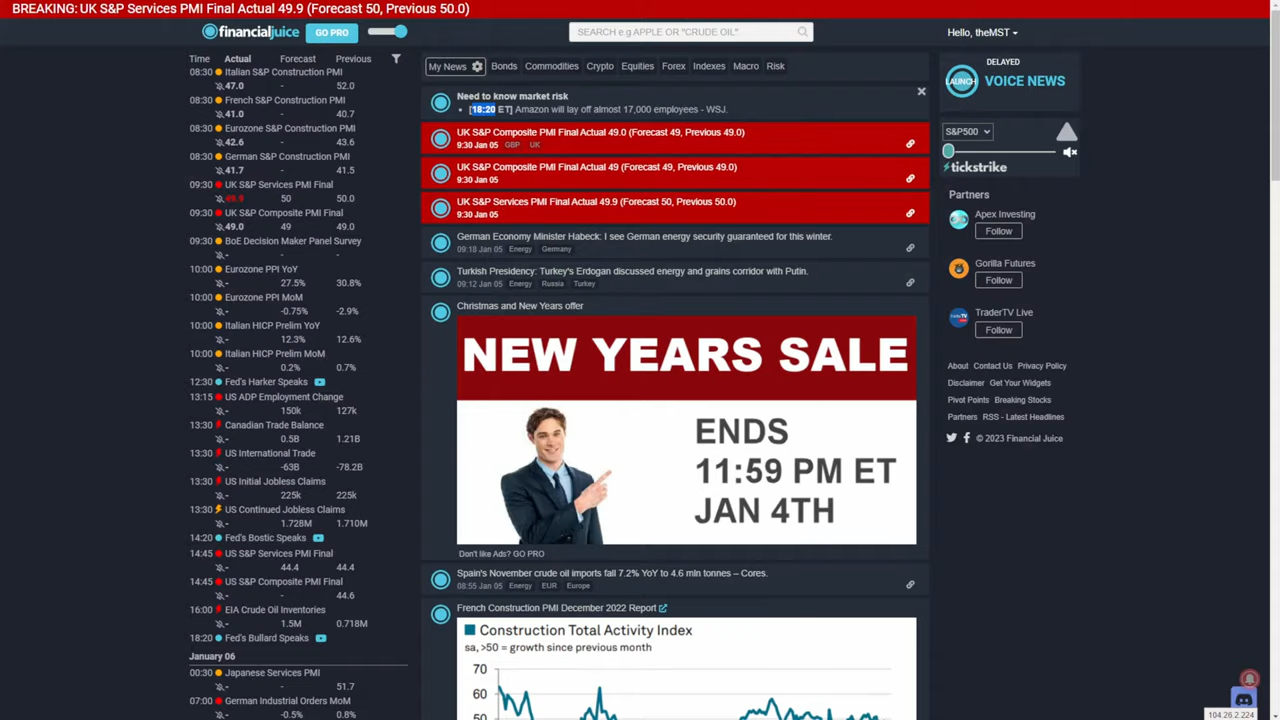 BREAKING: UK S&P Services PMI Final Actual 49.9 (Forecast 50, Previous 50.0)
financialjuice
GO PRO
SEARCH e.g APPLE OR "CRUDE OIL"
Hello, theMST
Time Actual Forecast Previous
08:30 Italian S&P Construction PMI
47.0 - 52.0
08:30 French S&P Construction PMI
41.0 - 40.7
08:30 Eurozone S&P Construction PMI
42.6 - 43.6
08:30 German S&P Construction PMI
41.7 - 41.5
09:30 UK S&P Services PMI Final
49.9 50 50.0
09:30 UK S&P Composite PMI Final
49.0 49 49.0
09:30 BoE Decision Maker Panel Survey
- - -
10:00 Eurozone PPI YoY
- 27.5% 30.8%
10:00 Eurozone PPI MoM
- -0.75% -2.9%
10:00 Italian HICP Prelim YoY
- 12.3% 12.6%
10:00 Italian HICP Prelim MoM
- 0.2% 0.7%
12:30 Fed's Harker Speaks
13:15 US ADP Employment Change
- 150k 127k
13:30 Canadian Trade Balance
- 0.5B 1.21B
13:30 US International Trade
- -63B -78.2B
13:30 US Initial Jobless Claims
- 225k 225k
13:30 US Continued Jobless Claims
- 1.728M 1.710M
14:20 Fed's Bostic Speaks
14:45 US S&P Services PMI Final
- 44.4 44.4
14:45 US S&P Composite PMI Final
- - 44.6
16:00 EIA Crude Oil Inventories
- 1.5M 0.718M
18:20 Fed's Bullard Speaks
January 06
00:30 Japanese Services PMI
- - 51.7
07:00 German Industrial Orders MoM
- -0.5% 0.8%
My News Bonds Commodities Crypto Equities Forex Indexes Macro Risk
Need to know market risk
• [18:20 ET] Amazon will lay off almost 17,000 employees - WSJ.
UK S&P Composite PMI Final Actual 49.0 (Forecast 49, Previous 49.0)
9:30 Jan 05 GBP UK
UK S&P Composite PMI Final Actual 49 (Forecast 49, Previous 49.0)
9:30 Jan 05
UK S&P Services PMI Final Actual 49.9 (Forecast 50, Previous 50.0)
9:30 Jan 05
German Economy Minister Habeck: I see German energy security guaranteed for this winter.
09:18 Jan 05 Energy Germany
Turkish Presidency: Turkey's Erdogan discussed energy and grains corridor with Putin.
09:12 Jan 05 Energy Russia Turkey
Christmas and New Years offer
NEW YEARS SALE
ENDS
11:59 PM ET
JAN 4TH
Don't like Ads? GO PRO
Spain's November crude oil imports fall 7.2% YoY to 4.6 mln tonnes – Cores.
08:55 Jan 05 Energy EUR Europe
French Construction PMI December 2022 Report
Construction Total Activity Index
sa, >50 = growth since previous month
70
60
50
LAUNCH
DELAYED
VOICE NEWS
S&P500
tickstrike
Partners
Apex Investing
Follow
Gorilla Futures
Follow
TraderTV Live
Follow
About Contact Us Privacy Policy
Disclaimer Get Your Widgets
Pivot Points Breaking Stocks
Partners RSS - Latest Headlines
© 2023 Financial Juice
104.26.2.224